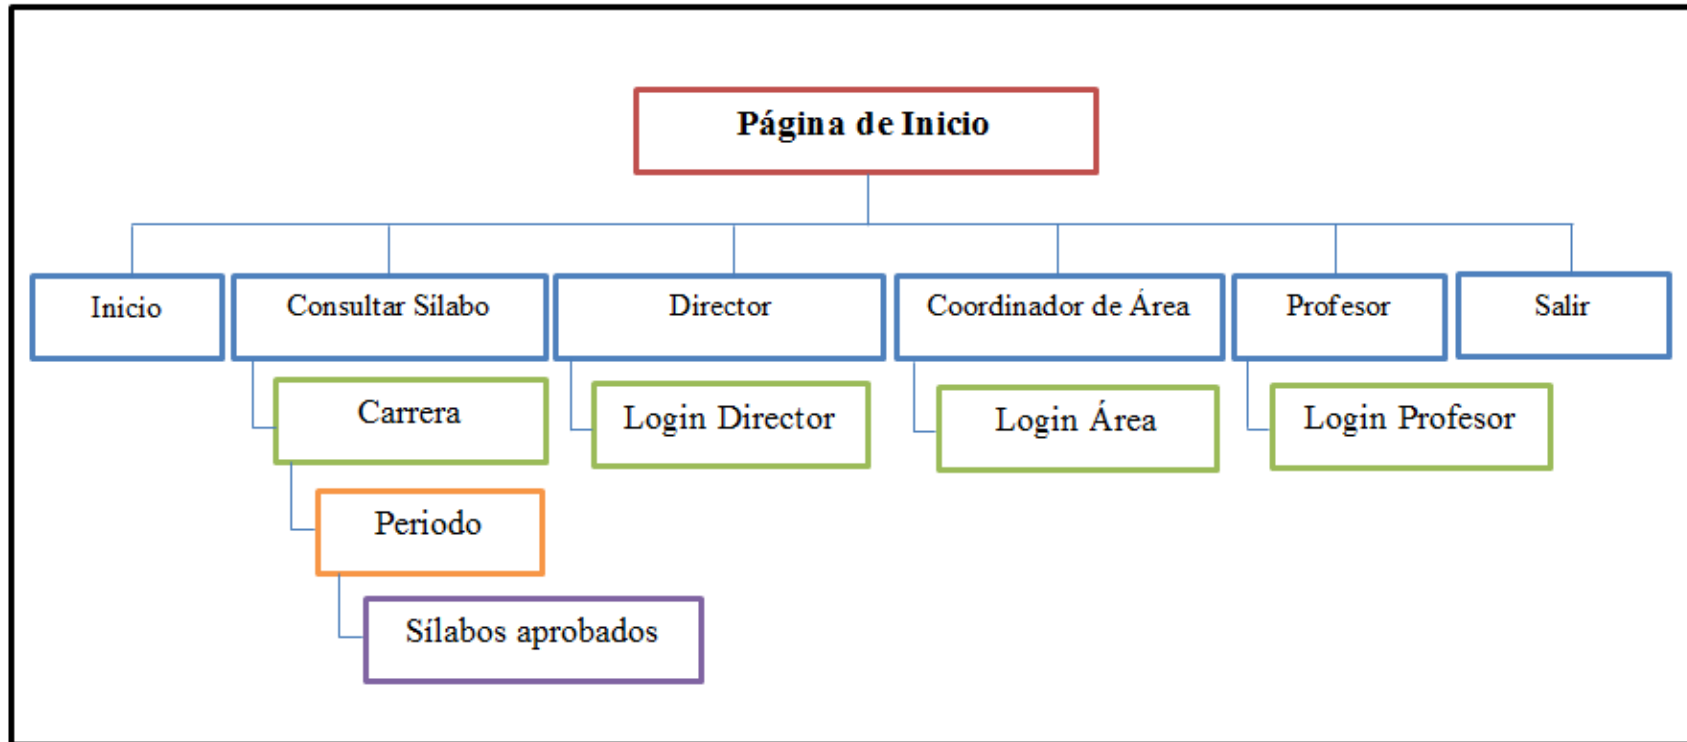 Página de Inicio
Inicio
Consultar Sílabo
Director
Coordinador de Área
Profesor
Salir
Carrera
Login Director
Login Área
Login Profesor
Periodo
Sílabos aprobados